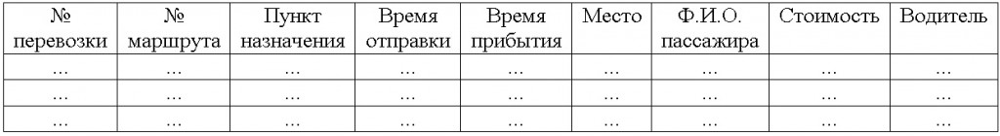 № перевозки № маршрута Пункт назначения Время отправки Время прибытия Место Ф.И.О. пассажира Стоимость Водитель
... ... ... ... ... ... ... ... ...
... ... ... ... ... ... ... ... ...
... ... ... ... ... ... ... ... ...